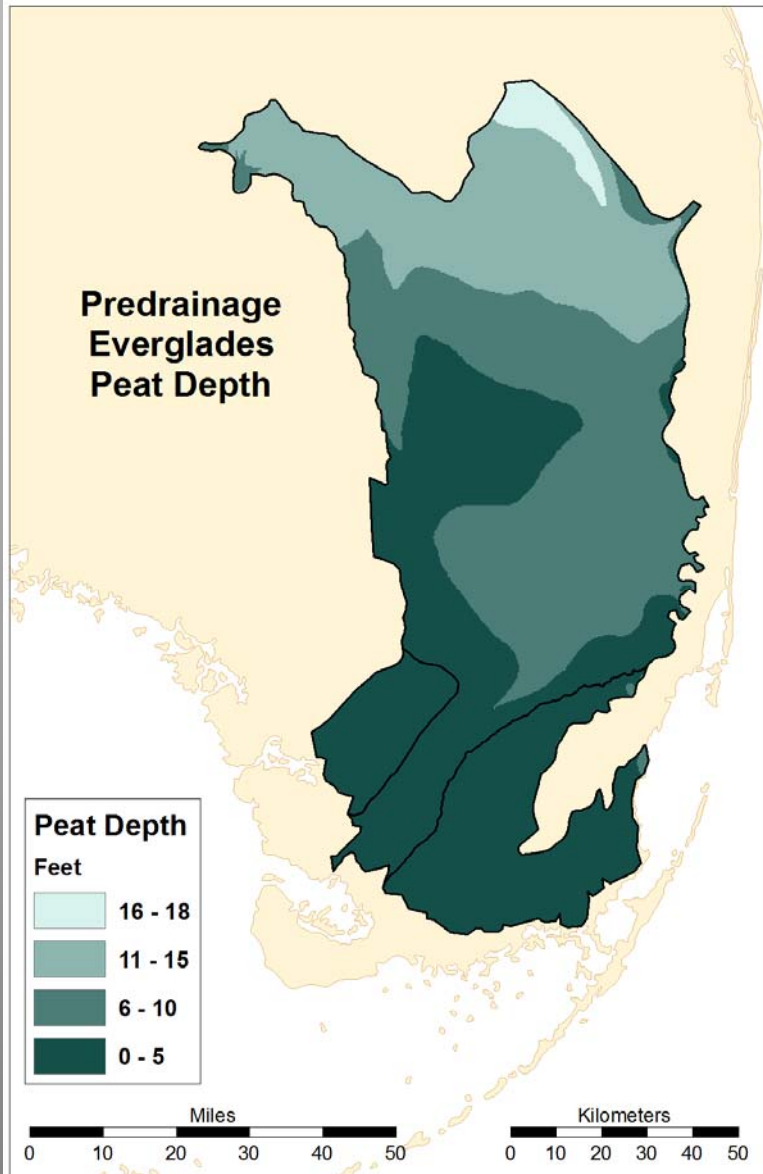 Predrainage
Everglades
Peat Depth
Peat Depth
Feet
16 - 18
11 - 15
6 - 10
0 - 5
Miles
0 10 20 30 40 50
Kilometers
0 10 20 30 40 50